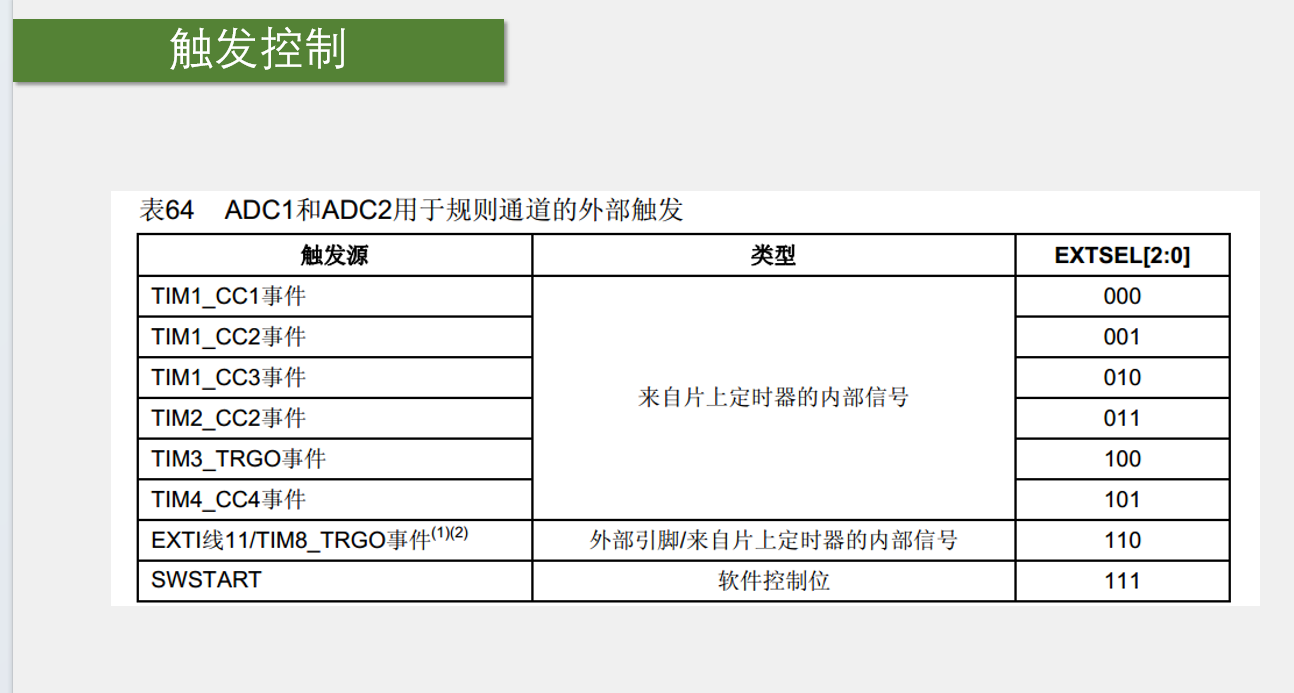 触发控制
表64 ADC1和ADC2用于规则通道的外部触发
触发源 类型 EXTSEL[2:0]
TIM1_CC1事件 000
TIM1_CC2事件 001
TIM1_CC3事件 010
来自片上定时器的内部信号
TIM2_CC2事件 011
TIM3_TRGO事件 100
TIM4_CC4事件 101
EXTI线11/TIM8_TRGO事件(1)(2) 外部引脚/来自片上定时器的内部信号 110
SWSTART 软件控制位 111